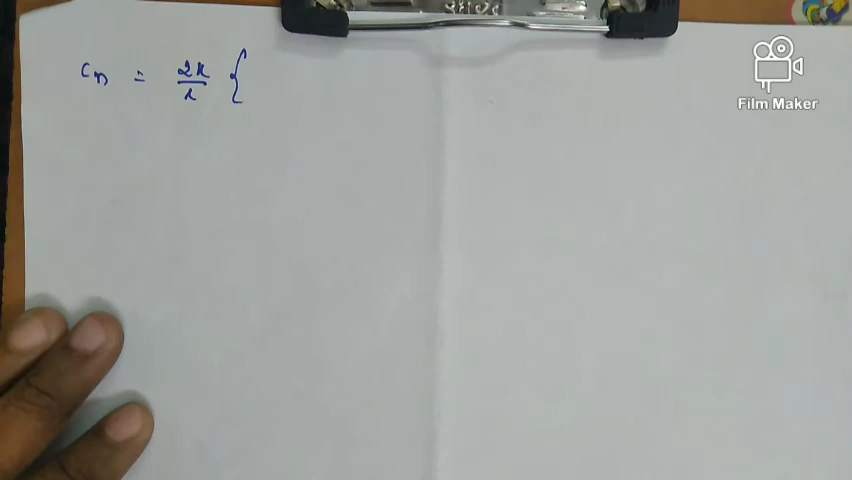 Cn = 2k/l {
Film Maker